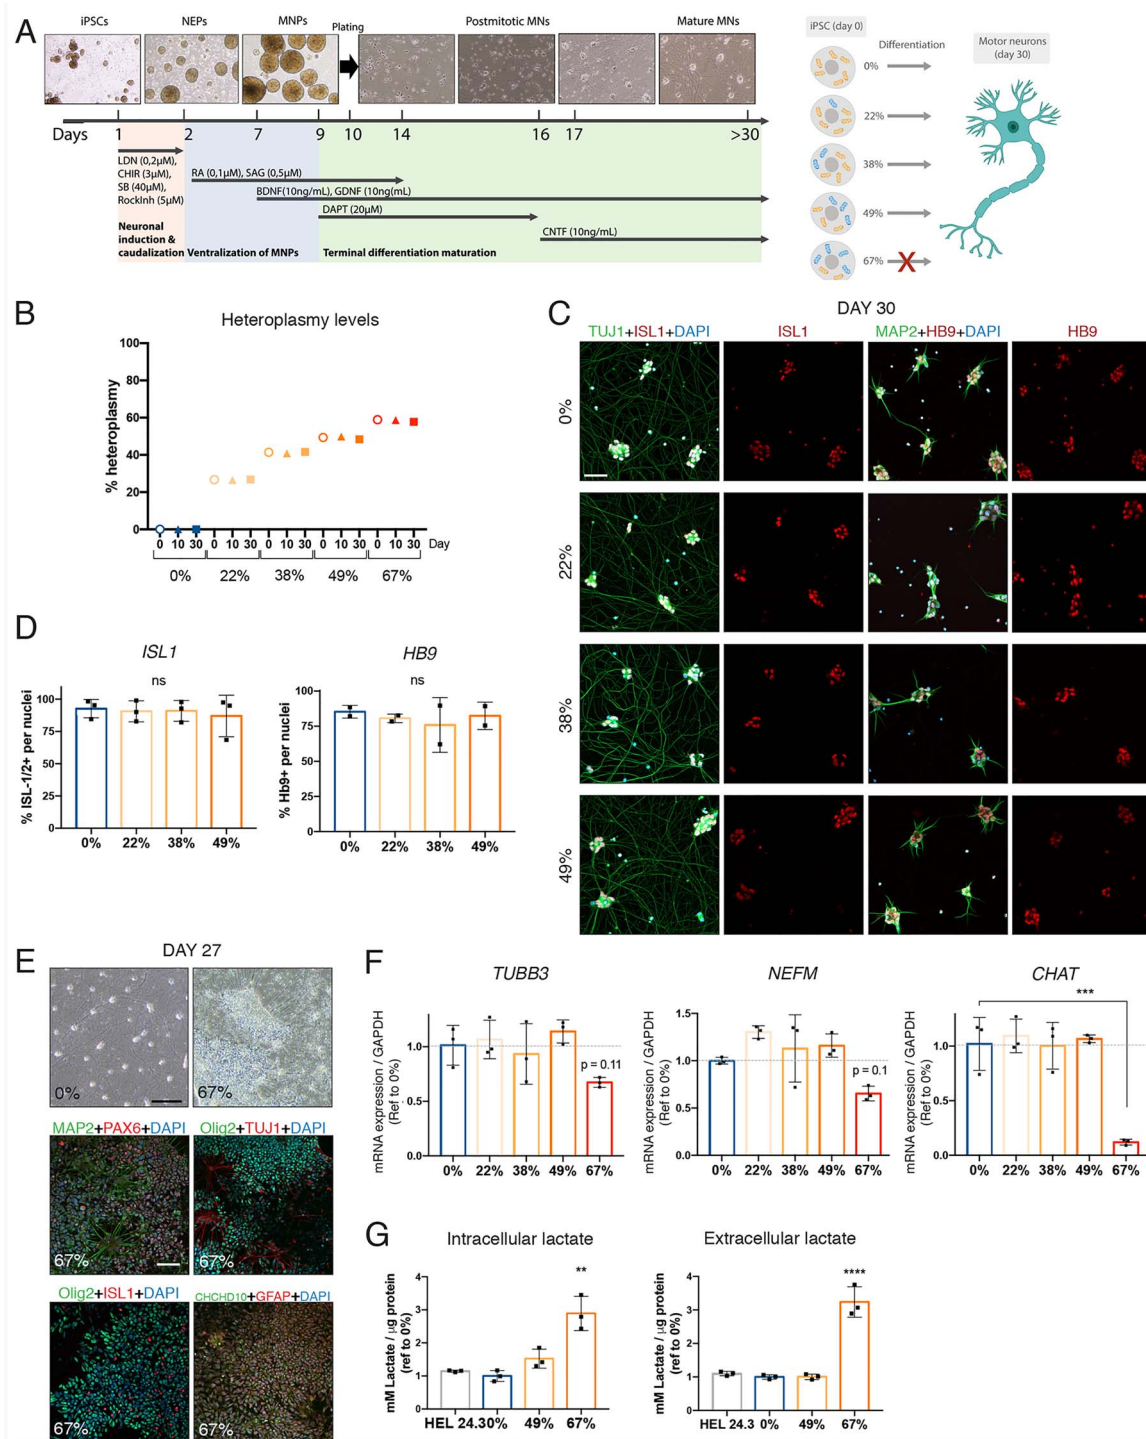 A
iPSCs
NEPs
MNPs
Plating
Postmitotic MNs
Mature MNs
Days
1
2
7
9
10
14
16
17
>30
LDN (0,2µM),
CHIR (3µM),
SB (40µM),
RockInh (5µM)
RA (0,1µM), SAG (0,5µM)
BDNF(10ng/mL), GDNF (10ng(mL)
DAPT (20µM)
CNTF (10ng/mL)
Neuronal
induction &
caudalization
Ventralization of MNPs
Terminal differentiation maturation
iPSC (day 0)
Differentiation
Motor neurons
(day 30)
0%
22%
38%
49%
67%
X
B
Heteroplasmy levels
% heteroplasmy
100
80
60
40
20
0
0 10 30 0 10 30 0 10 30 0 10 30 0 10 30 Day
0% 22% 38% 49% 67%
C
DAY 30
TUJ1+ISL1+DAPI
ISL1
MAP2+HB9+DAPI
HB9
0%
22%
38%
49%
D
ISL1
ns
% ISL-1/2+ per nuclei
100
75
50
25
0
0% 22% 38% 49%
HB9
ns
% Hb9+ per nuclei
100
75
50
25
0
0% 22% 38% 49%
E
DAY 27
0%
67%
MAP2+PAX6+DAPI
Olig2+TUJ1+DAPI
67%
67%
Olig2+ISL1+DAPI
CHCHD10+GFAP+DAPI
67%
67%
F
TUBB3
mRNA expression / GAPDH
(Ref to 0%)
1.0
0.5
0.0
p = 0.11
0% 22% 38% 49% 67%
NEFM
mRNA expression / GAPDH
(Ref to 0%)
1.5
1.0
0.5
0.0
p = 0.1
0% 22% 38% 49% 67%
CHAT
***
mRNA expression / GAPDH
(Ref to 0%)
1.0
0.5
0.0
0% 22% 38% 49% 67%
G
Intracellular lactate
**
mM Lactate / µg protein
(ref to 0%)
4
3
2
1
0
HEL 24.3 0% 49% 67%
Extracellular lactate
****
mM Lactate / µg protein
(ref to 0%)
4
3
2
1
0
HEL 24.3 0% 49% 67%